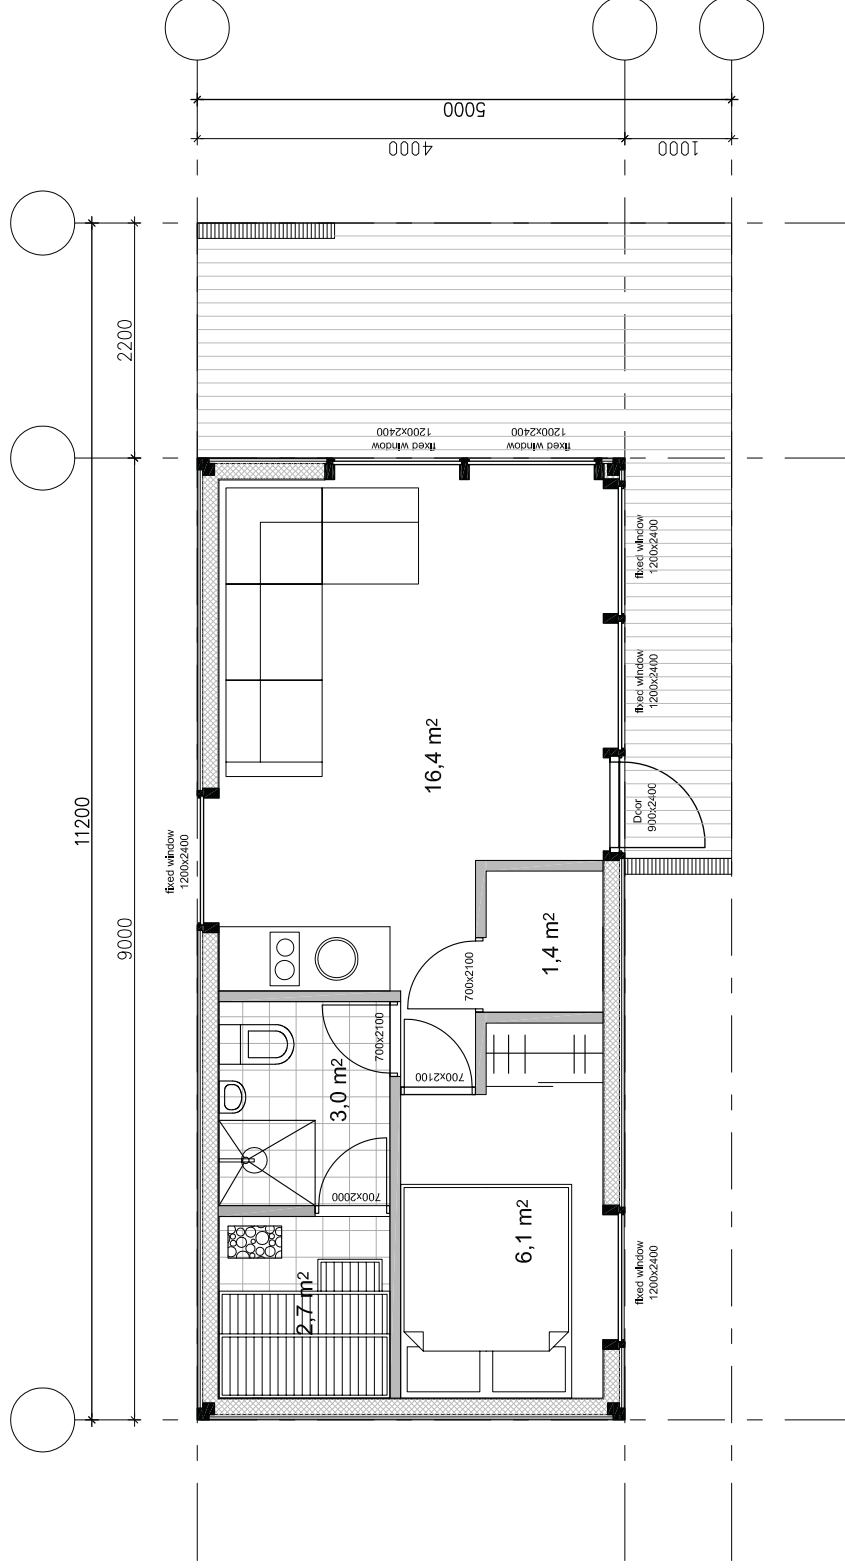 5000
4000
1000
2200
11200
9000
fixed window
1200x2400
fixed window
1200x2400
fixed window
1200x2400
fixed window
1200x2400
16,4 m²
Door
900x2400
fixed window
1200x2400
1,4 m²
700x2100
700x2100
700x2100
3,0 m²
700x2000
6,1 m²
2,7 m²
fixed window
1200x2400